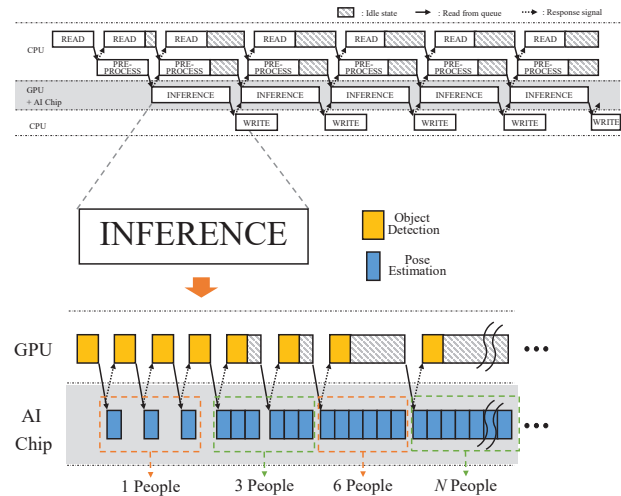 : Idle state : Read from queue : Response signal
CPU
READ READ READ READ READ READ READ
PRE-
PROCESS PRE-
PROCESS PRE-
PROCESS PRE-
PROCESS PRE-
PROCESS PRE-
PROCESS
GPU
+ AI Chip
INFERENCE INFERENCE INFERENCE INFERENCE INFERENCE
CPU
WRITE WRITE WRITE WRITE WRITE
INFERENCE
Object
Detection
Pose
Estimation
GPU
AI
Chip
1 People 3 People 6 People N People